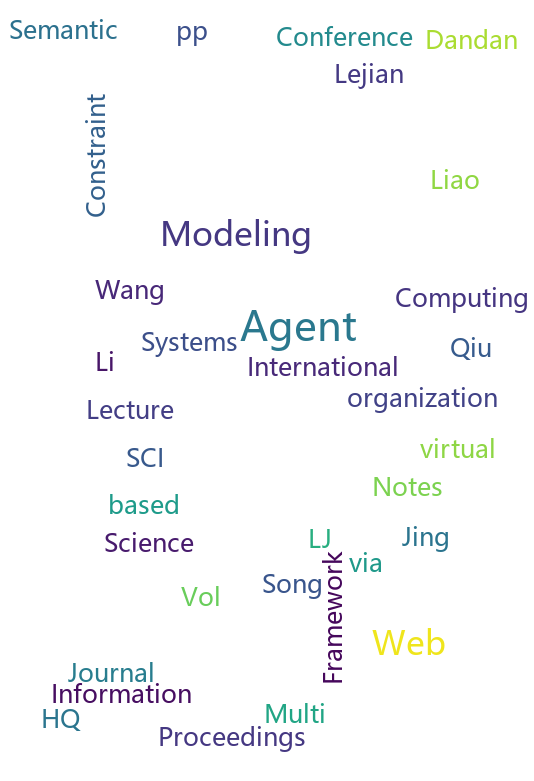 Semantic
pp
Conference
Dandan
Lejian
Constraint
Liao
Modeling
Wang
Computing
Agent
Systems
Qiu
Li
International
organization
Lecture
virtual
SCI
Notes
based
Science
LJ
Jing
via
Song
Vol
Framework
Web
Journal
Information
HQ
Multi
Proceedings